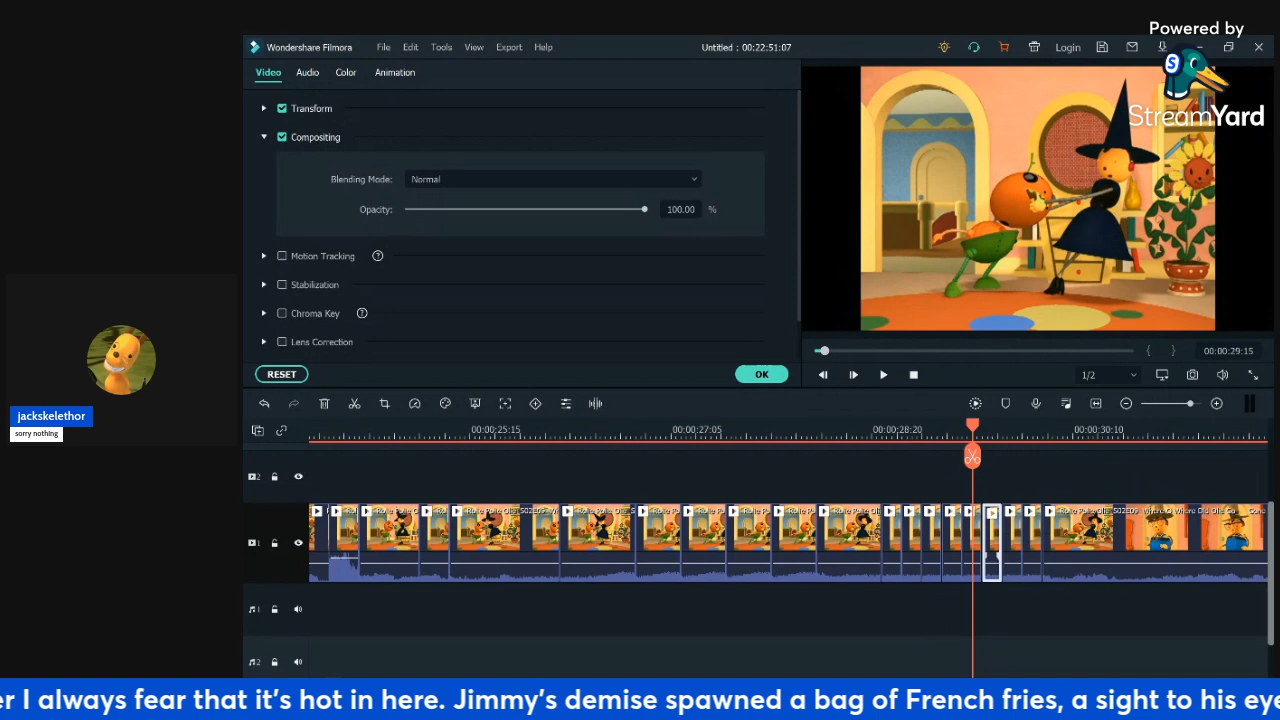 Powered by
StreamYard
Wondershare Filmora
File Edit Tools View Export Help
Untitled : 00:22:51:07
Login
Video Audio Color Animation
Transform
Compositing
Blending Mode: Normal
Opacity: 100.00 %
Motion Tracking
Stabilization
Chroma Key
Lens Correction
RESET
OK
00:00:29:15
1/2
jackskelethor
sorry nothing
00:00:25:15 00:00:27:05 00:00:28:20 00:00:30:10
2
1
1
2
er I always fear that it's hot in here. Jimmy's demise spawned a bag of French fries, a sight to his eye